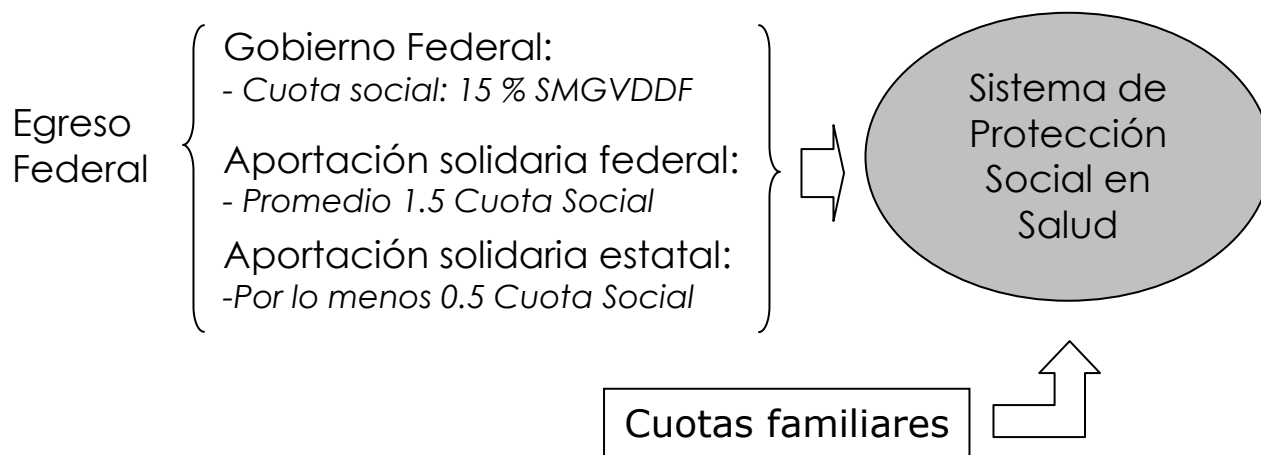 Egreso
Federal
Gobierno Federal:
- Cuota social: 15 % SMGVDDF
Aportación solidaria federal:
- Promedio 1.5 Cuota Social
Aportación solidaria estatal:
-Por lo menos 0.5 Cuota Social
Sistema de
Protección
Social en
Salud
Cuotas familiares